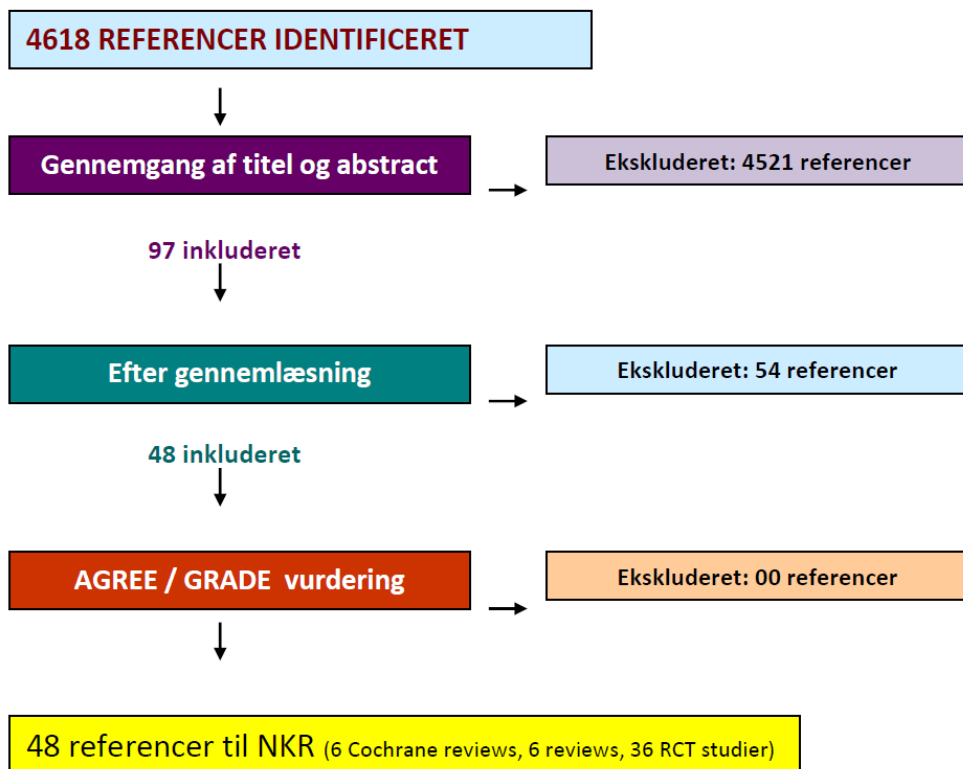 4618 REFERENCER IDENTIFICERET
Gennemgang af titel og abstract
Ekskluderet: 4521 referencer
97 inkluderet
Efter gennemlæsning
Ekskluderet: 54 referencer
48 inkluderet
AGREE / GRADE vurdering
Ekskluderet: 00 referencer
48 referencer til NKR (6 Cochrane reviews, 6 reviews, 36 RCT studier)